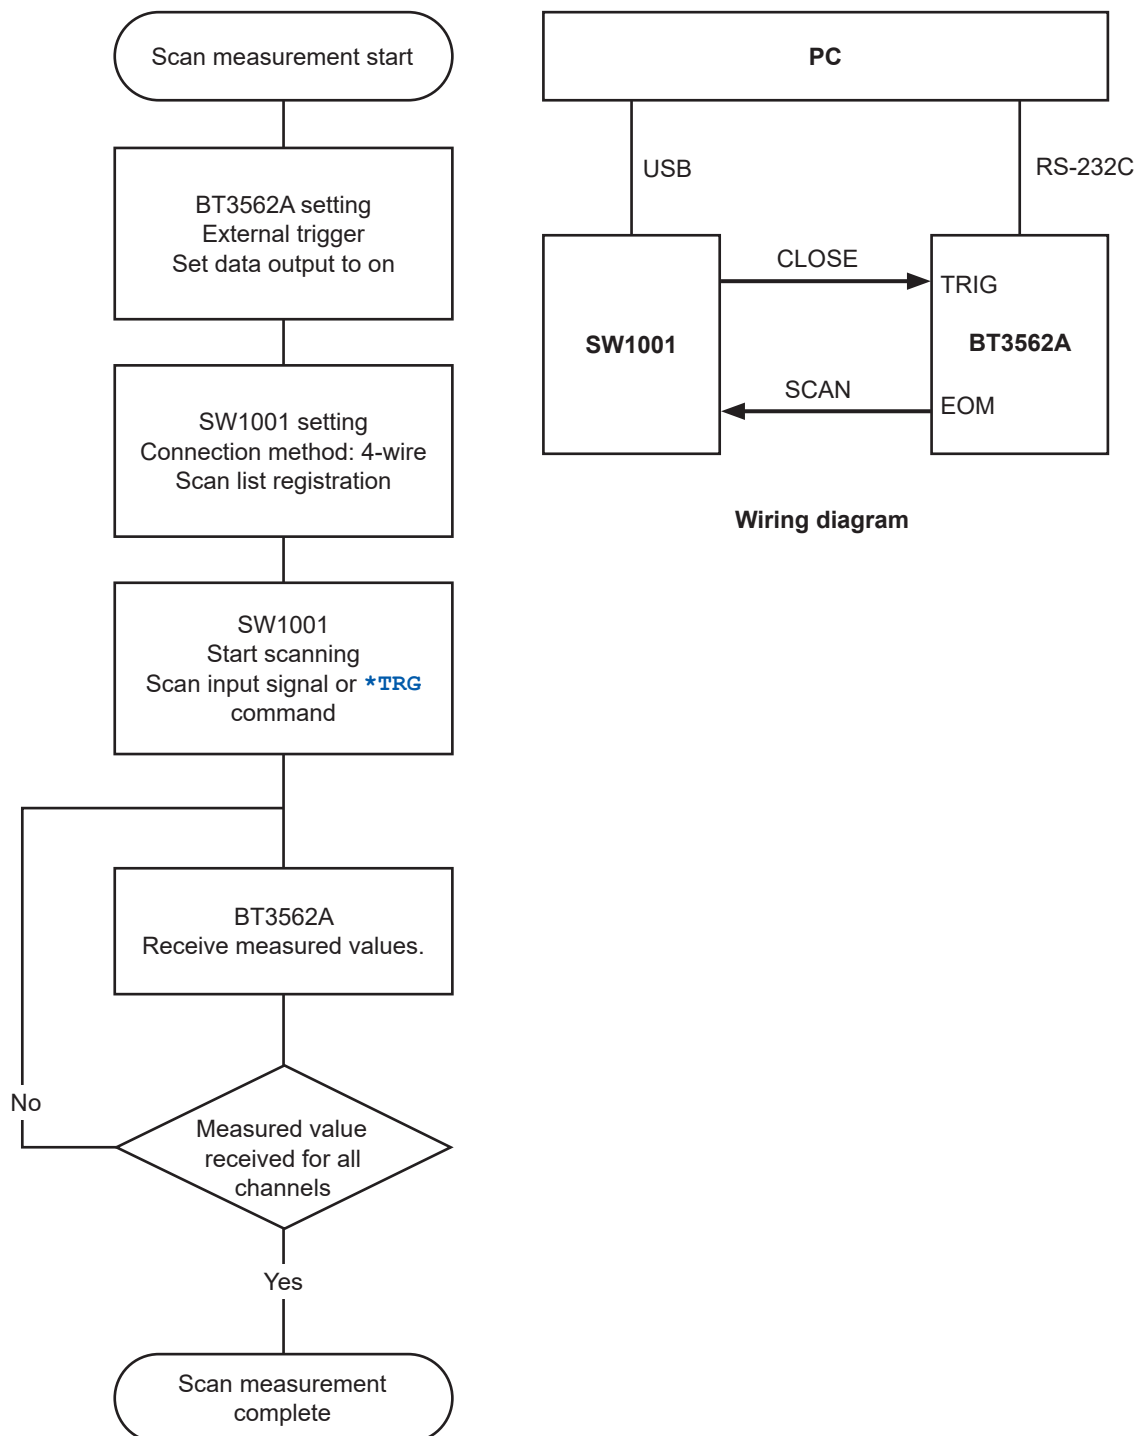 Scan measurement start
BT3562A setting
External trigger
Set data output to on
SW1001 setting
Connection method: 4-wire
Scan list registration
SW1001
Start scanning
Scan input signal or *TRG
command
BT3562A
Receive measured values.
No
Measured value
received for all
channels
Yes
Scan measurement
complete
PC
USB
RS-232C
CLOSE
TRIG
SW1001
BT3562A
SCAN
EOM
Wiring diagram